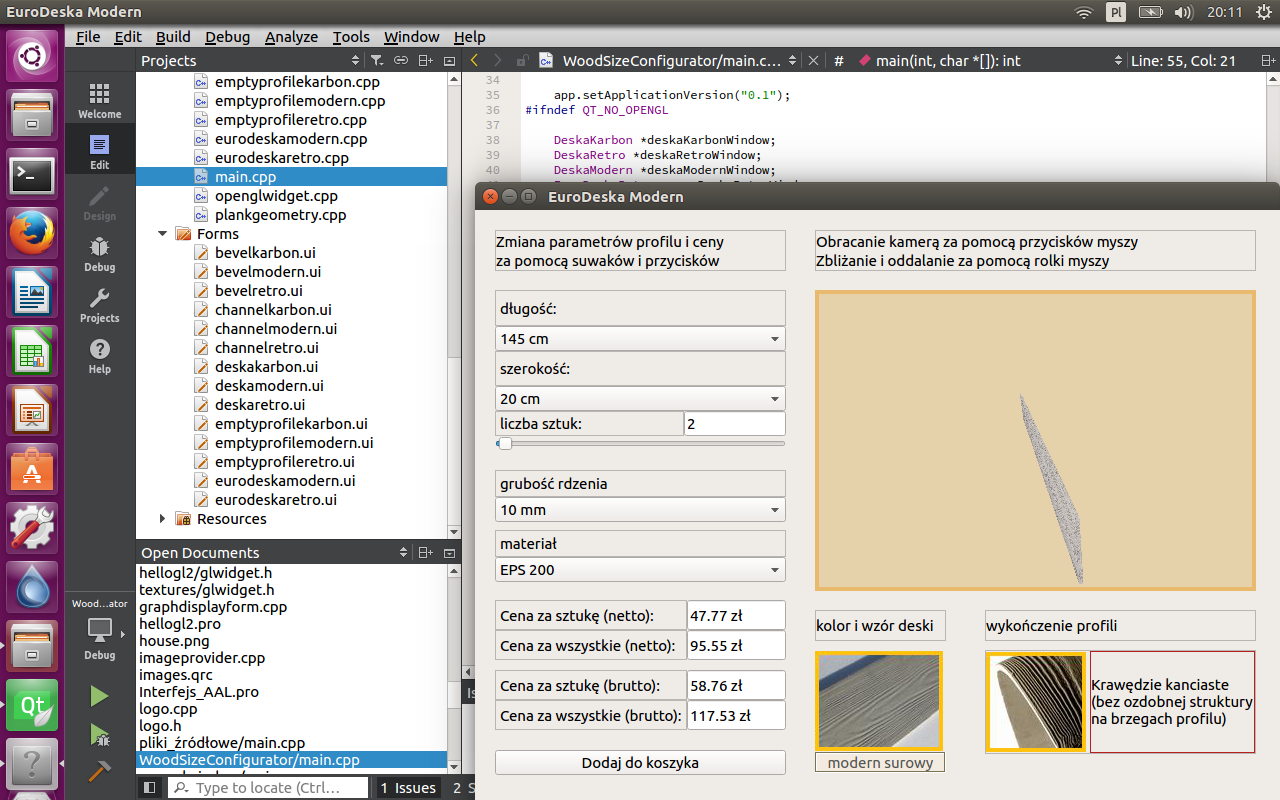 EuroDeska Modern
Pl
20:11
File Edit Build Debug Analyze Tools Window Help
Projects
WoodSizeConfigurator/main.c...
#
main(int, char *[]): int
Line: 55, Col: 21
Welcome
Edit
Design
Debug
Projects
Help
Wood...ator
Debug
emptyprofilekarbon.cpp
emptyprofilemodern.cpp
emptyprofileretro.cpp
eurodeskamodern.cpp
eurodeskaretro.cpp
main.cpp
openglwidget.cpp
plankgeometry.cpp
Forms
bevelkarbon.ui
bevelmodern.ui
bevelretro.ui
channelkarbon.ui
channelmodern.ui
channelretro.ui
deskakarbon.ui
deskamodern.ui
deskaretro.ui
emptyprofilekarbon.ui
emptyprofilemodern.ui
emptyprofileretro.ui
eurodeskamodern.ui
eurodeskaretro.ui
Resources
Open Documents
hellogl2/glwidget.h
textures/glwidget.h
graphdisplayform.cpp
hellogl2.pro
house.png
imageprovider.cpp
images.qrc
Interfejs_AAL.pro
logo.cpp
logo.h
pliki_źródłowe/main.cpp
WoodSizeConfigurator/main.cpp
Type to locate (Ctrl...
1 Issues
2 S
Is
34
35 app.setApplicationVersion("0.1");
36 #ifndef QT_NO_OPENGL
37
38 DeskaKarbon *deskaKarbonWindow;
39 DeskaRetro *deskaRetroWindow;
40 DeskaModern *deskaModernWindow;
EuroDeska Modern
Zmiana parametrów profilu i ceny
za pomocą suwaków i przycisków
długość:
145 cm
szerokość:
20 cm
liczba sztuk: 2
grubość rdzenia
10 mm
materiał
EPS 200
Cena za sztukę (netto): 47.77 zł
Cena za wszystkie (netto): 95.55 zł
Cena za sztukę (brutto): 58.76 zł
Cena za wszystkie (brutto): 117.53 zł
Dodaj do koszyka
Obracanie kamerą za pomocą przycisków myszy
Zbliżanie i oddalanie za pomocą rolki myszy
kolor i wzór deski
modern surowy
wykończenie profili
Krawędzie kanciaste
(bez ozdobnej struktury
na brzegach profilu)